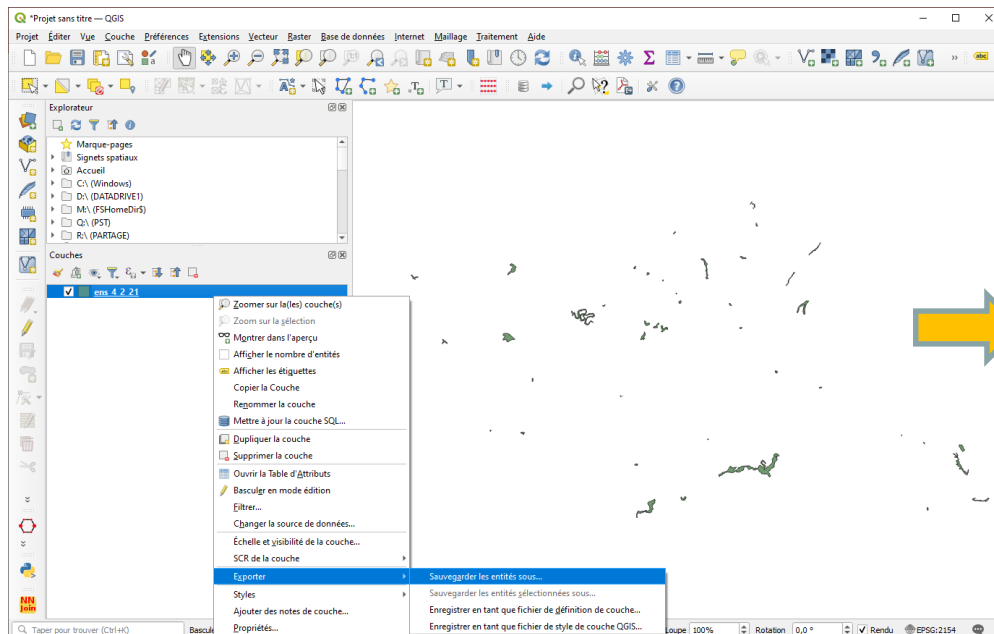 *Projet sans titre — QGIS
Projet Éditer Vue Couche Préférences Extensions Vecteur Raster Base de données Internet Maillage Traitement Aide
abc
Explorateur
Marque-pages
Signets spatiaux
Accueil
C:\ (Windows)
D:\ (DATADRIVE1)
M:\ (FSHomeDir$)
Q:\ (PST)
R:\ (PARTAGE)
Couches
ens_4_2_21
Zoomer sur la(les) couche(s)
Zoom sur la sélection
Montrer dans l'aperçu
Afficher le nombre d'entités
Afficher les étiquettes
Copier la Couche
Renommer la couche
Mettre à jour la couche SQL...
Dupliquer la couche
Supprimer la couche
Ouvrir la Table d'Attributs
Basculer en mode édition
Filtrer...
Changer la source de données...
Échelle et visibilité de la couche...
SCR de la couche
Exporter
Styles
Ajouter des notes de couche...
Propriétés...
Sauvegarder les entités sous...
Sauvegarder les entités sélectionnées sous...
Enregistrer en tant que fichier de définition de couche...
Enregistrer en tant que fichier de style de couche QGIS...
NN
Join
Taper pour trouver (Ctrl+K) Bascule Loupe 100% Rotation 0,0 ° Rendu EPSG:2154